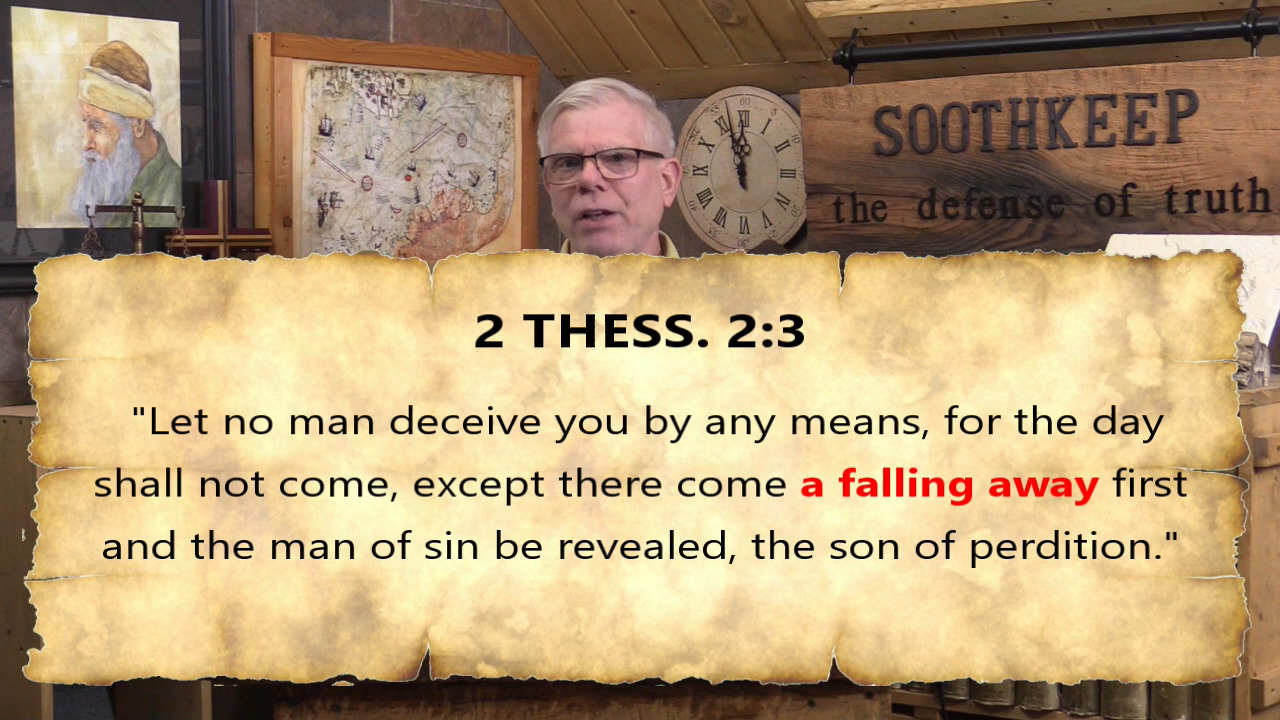 SOOTHKEEP
the defense of truth
2 THESS. 2:3
"Let no man deceive you by any means, for the day
shall not come, except there come a falling away first
and the man of sin be revealed, the son of perdition."